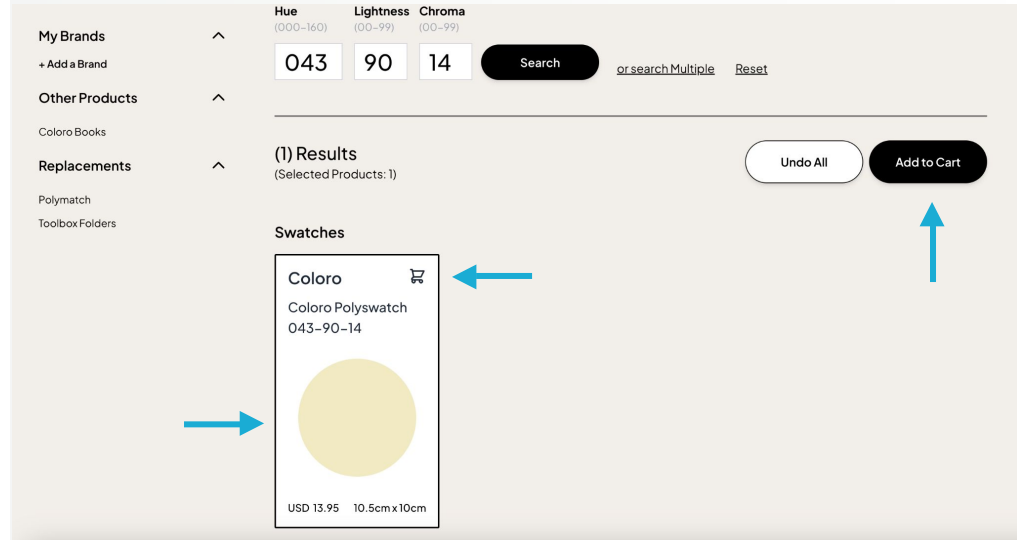 My Brands
+ Add a Brand
Other Products
Coloro Books
Replacements
Polymatch
Toolbox Folders
Hue Lightness Chroma
(000–160) (00–99) (00–99)
043 90 14 Search or search Multiple Reset
(1) Results
(Selected Products: 1)
Undo All Add to Cart
Swatches
Coloro
Coloro Polyswatch
043–90–14
USD 13.95 10.5cm x 10cm